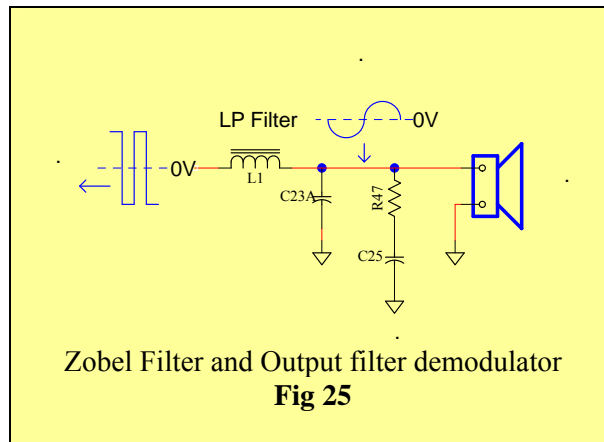 LP Filter
0V
0V
L1
C23A
R47
C25
Zobel Filter and Output filter demodulator
Fig 25